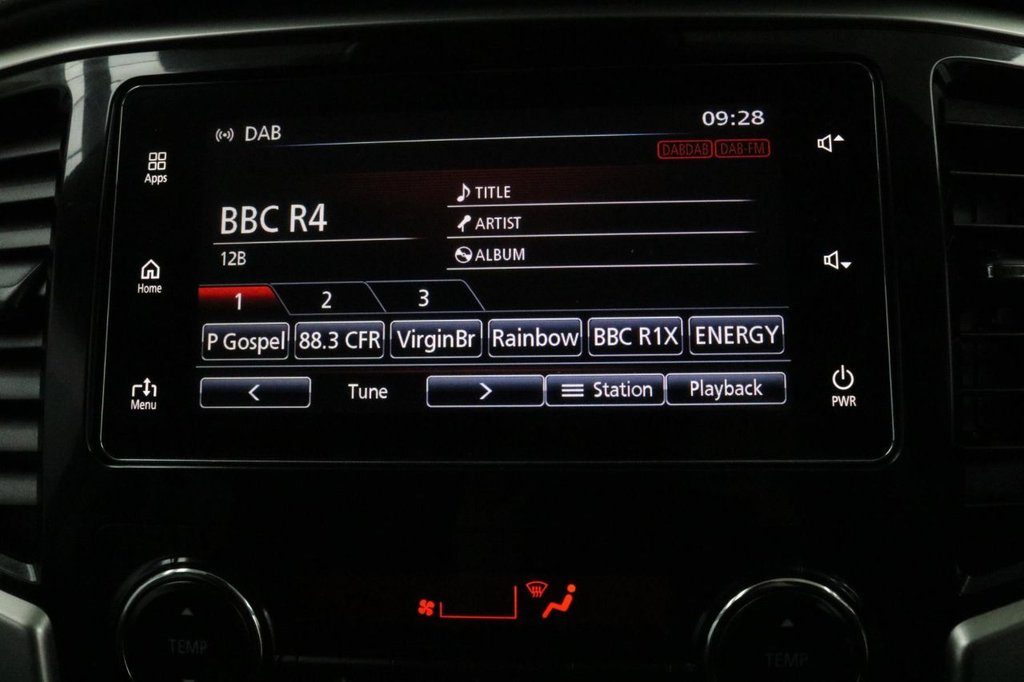 DAB
09:28
DABDAB DAB-FM
Apps
BBC R4
12B
TITLE
ARTIST
ALBUM
Home
1 2 3
P Gospel 88.3 CFR VirginBr Rainbow BBC R1X ENERGY
< Tune > Station Playback
Menu
PWR
TEMP TEMP